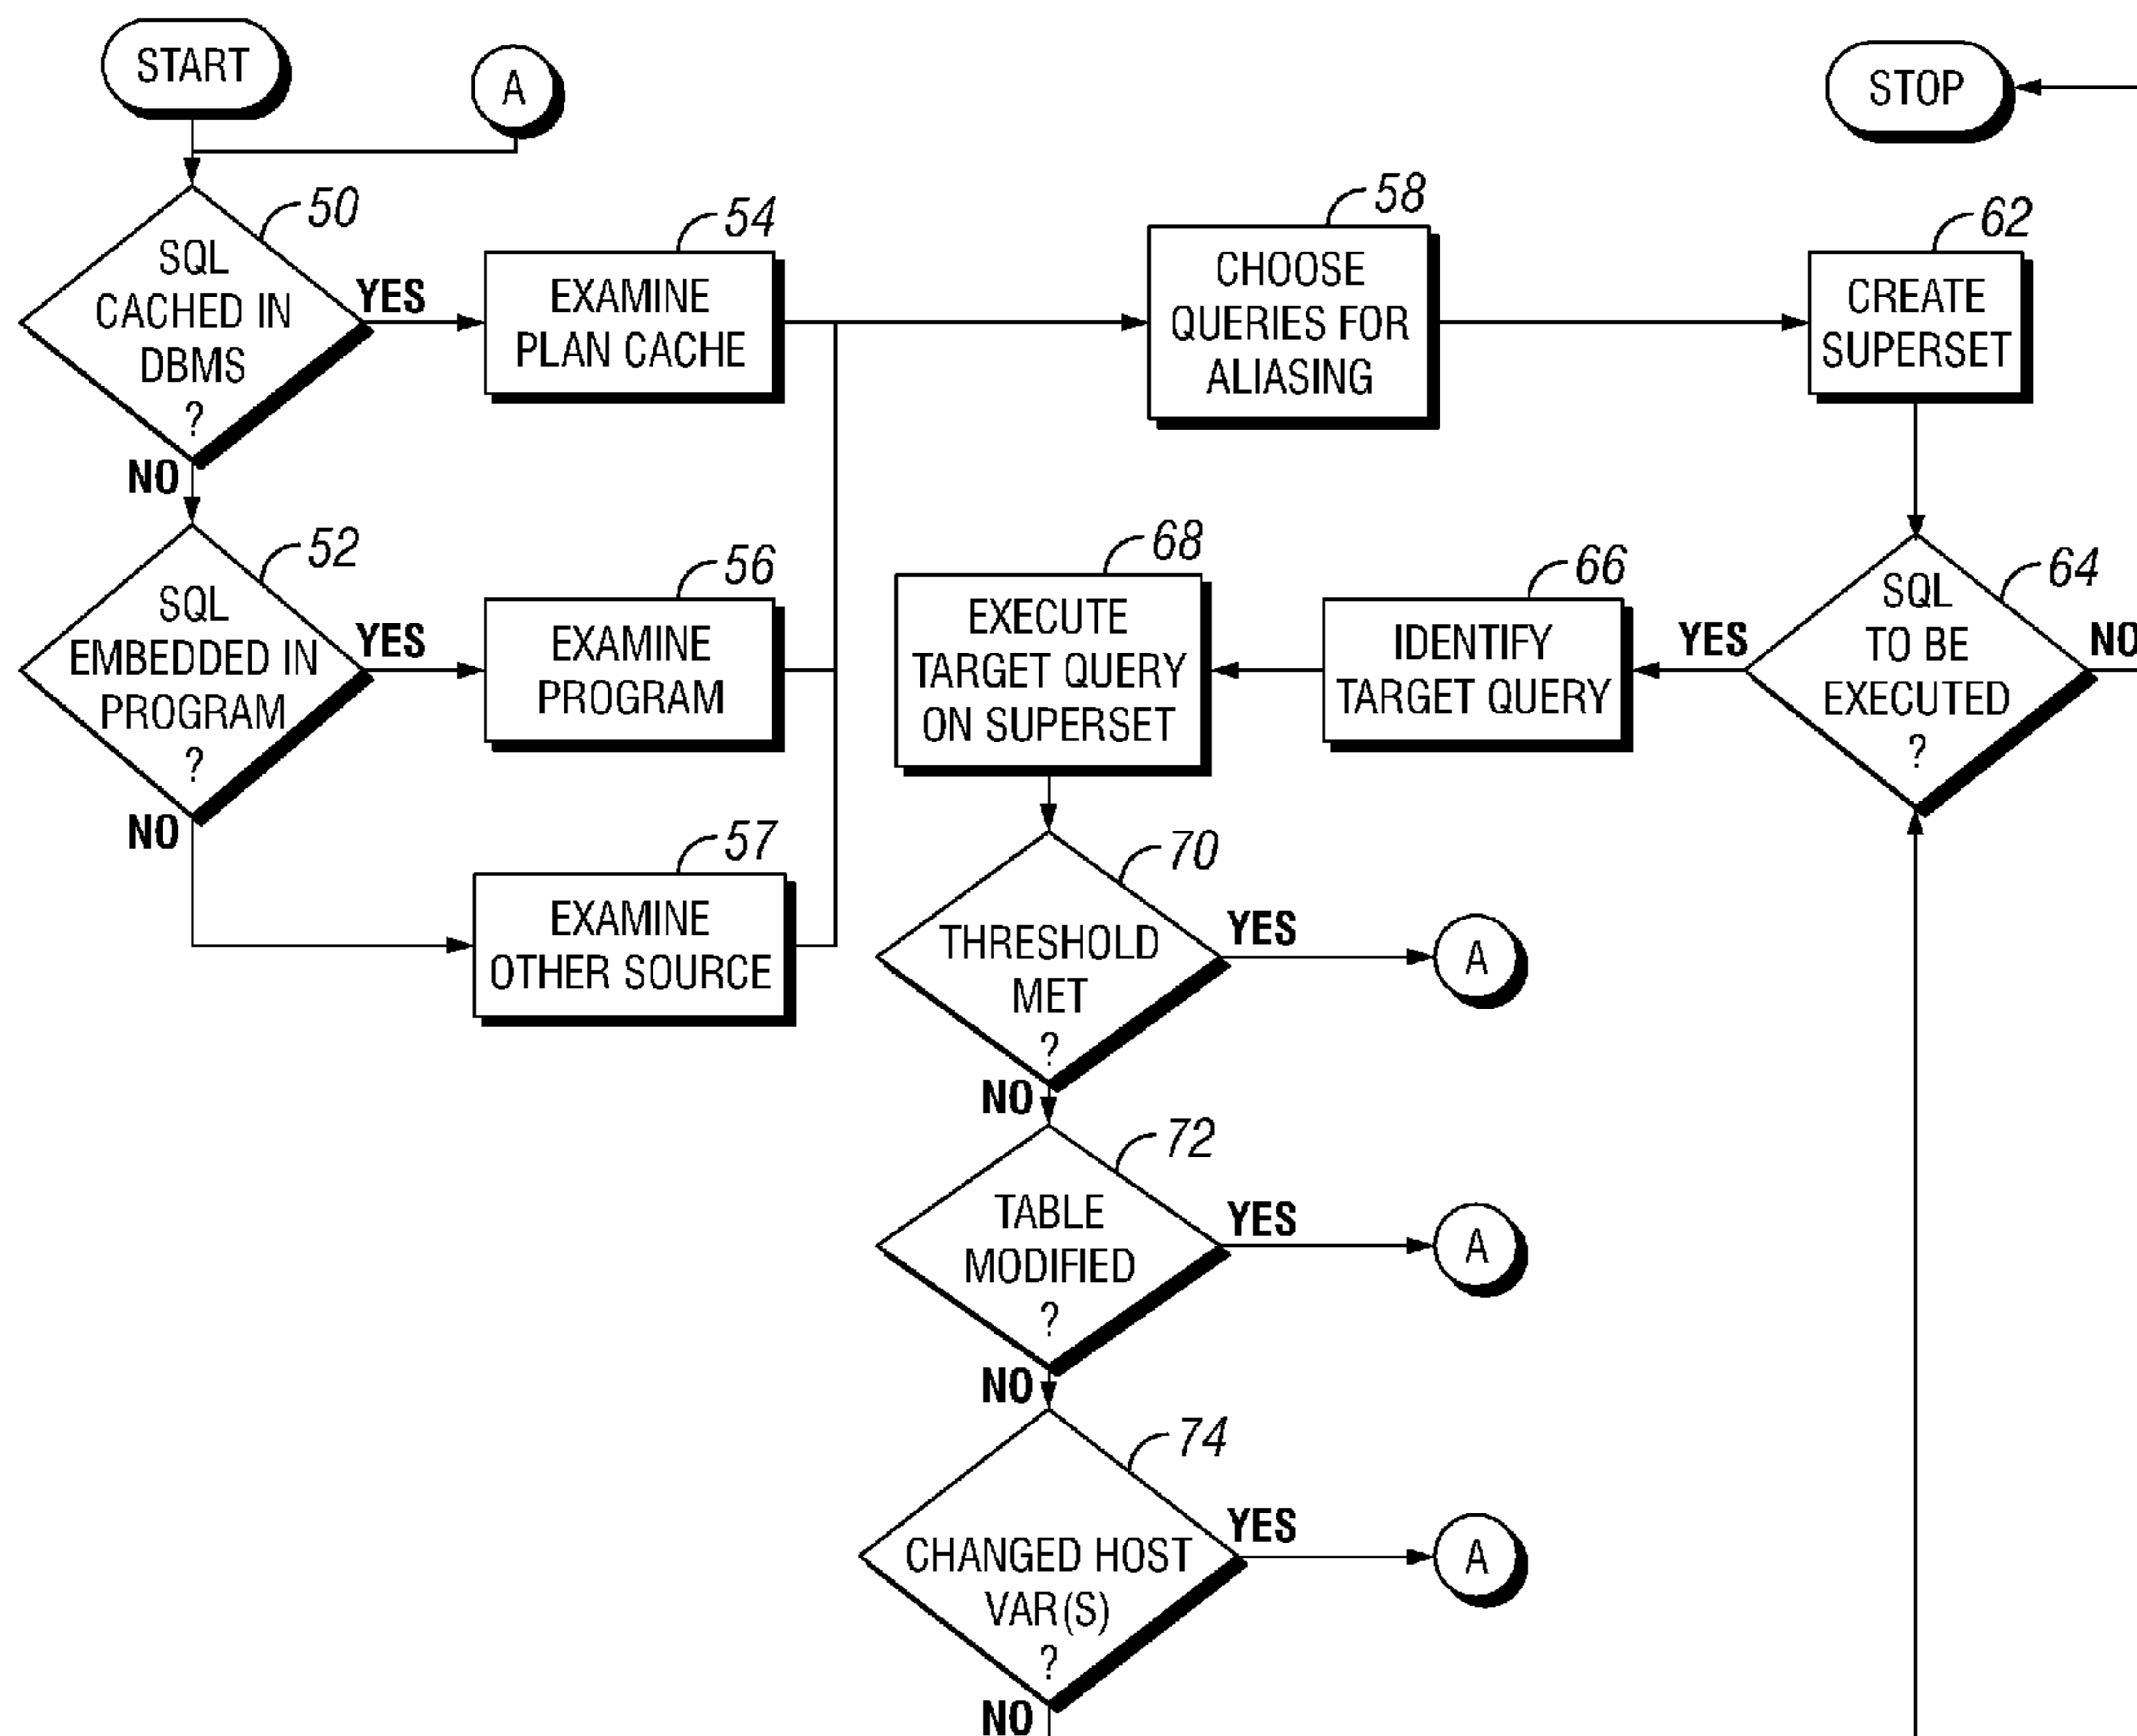 START
A
STOP
50
SQL
CACHED IN
DBMS
?
YES
NO
54
EXAMINE
PLAN CACHE
58
CHOOSE
QUERIES FOR
ALIASING
62
CREATE
SUPERSET
52
SQL
EMBEDDED IN
PROGRAM
?
YES
NO
56
EXAMINE
PROGRAM
68
EXECUTE
TARGET QUERY
ON SUPERSET
66
IDENTIFY
TARGET QUERY
YES
64
SQL
TO BE
EXECUTED
?
NO
57
EXAMINE
OTHER SOURCE
70
THRESHOLD
MET
?
YES
A
NO
72
TABLE
MODIFIED
?
YES
A
NO
74
CHANGED HOST
VAR(S)
?
YES
A
NO